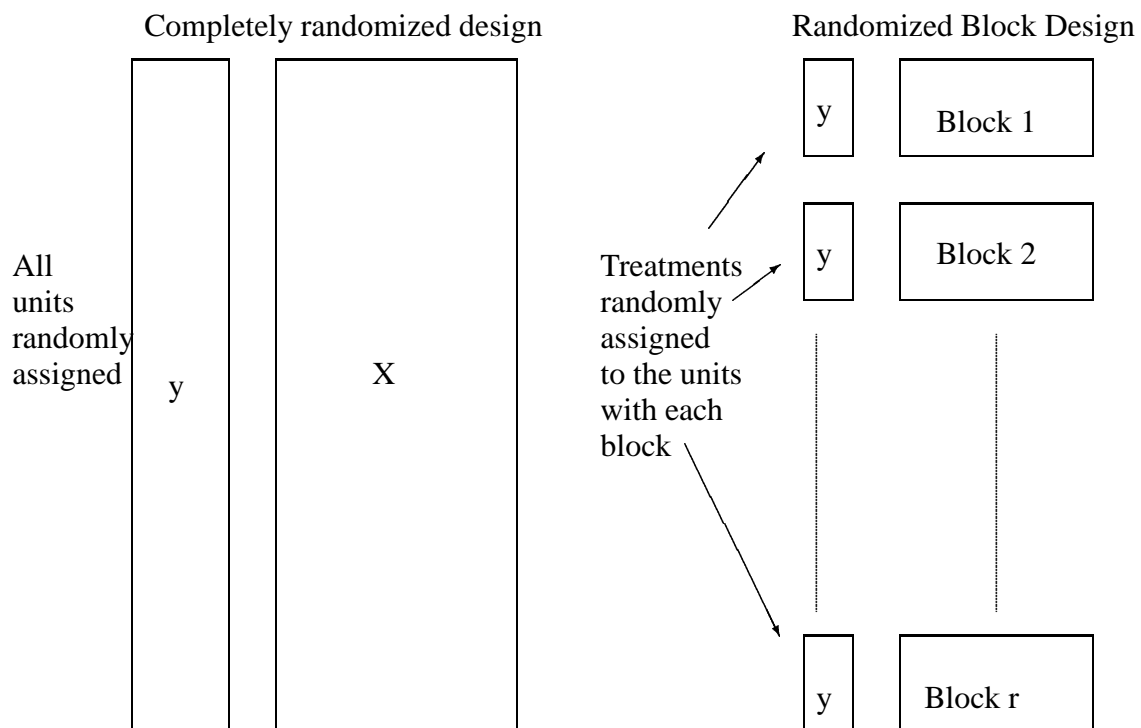 Completely randomized design
All
units
randomly
assigned
y
X
Randomized Block Design
y
Block 1
y
Block 2
Treatments
randomly
assigned
to the units
with each
block
y
Block r